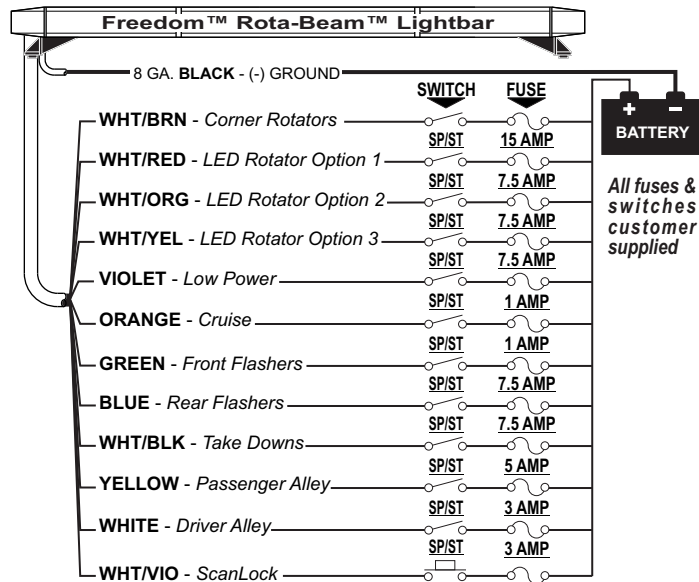 Freedom™ Rota-Beam™ Lightbar
8 GA. BLACK - (-) GROUND
SWITCH FUSE
+ -
BATTERY
WHT/BRN - Corner Rotators
SP/ST 15 AMP
WHT/RED - LED Rotator Option 1
SP/ST 7.5 AMP
WHT/ORG - LED Rotator Option 2
SP/ST 7.5 AMP
WHT/YEL - LED Rotator Option 3
SP/ST 7.5 AMP
VIOLET - Low Power
SP/ST 1 AMP
ORANGE - Cruise
SP/ST 1 AMP
GREEN - Front Flashers
SP/ST 7.5 AMP
BLUE - Rear Flashers
SP/ST 7.5 AMP
WHT/BLK - Take Downs
SP/ST 5 AMP
YELLOW - Passenger Alley
SP/ST 3 AMP
WHITE - Driver Alley
SP/ST 3 AMP
WHT/VIO - ScanLock
All fuses &
switches
customer
supplied